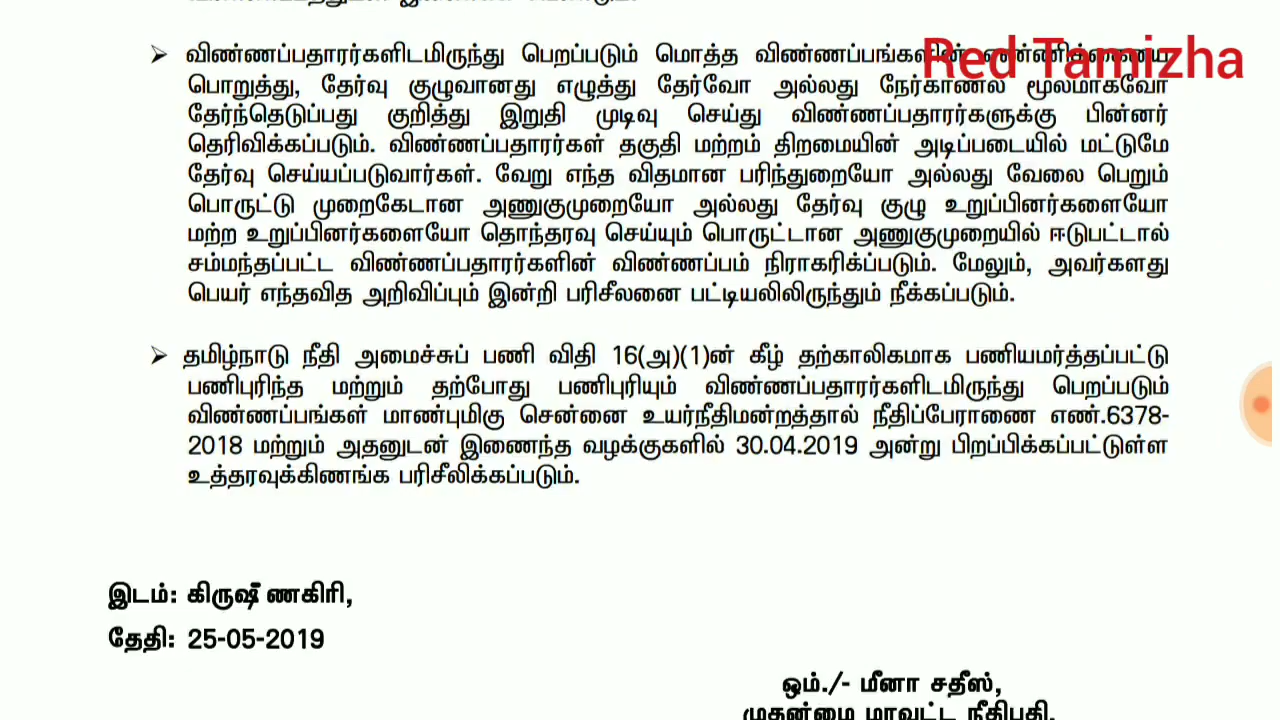 விண்ணப்பதாரர்களிடமிருந்து பெறப்படும் மொத்த விண்ணப்பங்களின் எண்ணிக்கையை
Red Tamizha
பொறுத்து, தேர்வு குழுவானது எழுத்து தேர்வோ அல்லது நேர்காணல் மூலமாகவோ
தேர்ந்தெடுப்பது குறித்து இறுதி முடிவு செய்து விண்ணப்பதாரர்களுக்கு பின்னர்
தெரிவிக்கப்படும். விண்ணப்பதாரர்கள் தகுதி மற்றம் திறமையின் அடிப்படையில் மட்டுமே
தேர்வு செய்யப்படுவார்கள். வேறு எந்த விதமான பரிந்துறையோ அல்லது வேலை பெறும்
பொருட்டு முறைகேடான அணுகுமுறையோ அல்லது தேர்வு குழு உறுப்பினர்களையோ
மற்ற உறுப்பினர்களையோ தொந்தரவு செய்யும் பொருட்டான அணுகுமுறையில் ஈடுபட்டால்
சம்மந்தப்பட்ட விண்ணப்பதாரர்களின் விண்ணப்பம் நிராகரிக்ப்படும். மேலும், அவர்களது
பெயர் எந்தவித அறிவிப்பும் இன்றி பரிசீலனை பட்டியலிலிருந்தும் நீக்கப்படும்.
தமிழ்நாடு நீதி அமைச்சுப் பணி விதி 16(அ)(1)ன் கீழ் தற்காலிகமாக பணியமர்த்தப்பட்டு
பணிபுரிந்த மற்றும் தற்போது பணிபுரியும் விண்ணப்பதாரர்களிடமிருந்து பெறப்படும்
விண்ணப்பங்கள் மாண்புமிகு சென்னை உயர்நீதிமன்றத்தால் நீதிப்பேராணை எண்.6378-
2018 மற்றும் அதனுடன் இணைந்த வழக்குகளில் 30.04.2019 அன்று பிறப்பிக்கப்பட்டுள்ள
உத்தரவுக்கிணங்க பரிசீலிக்கப்படும்.
இடம்: கிருஷ்ணகிரி,
தேதி: 25-05-2019
ஒம்./- மீனா சதீஸ்,
முதன்மை மாவட்ட நீதிபதி,